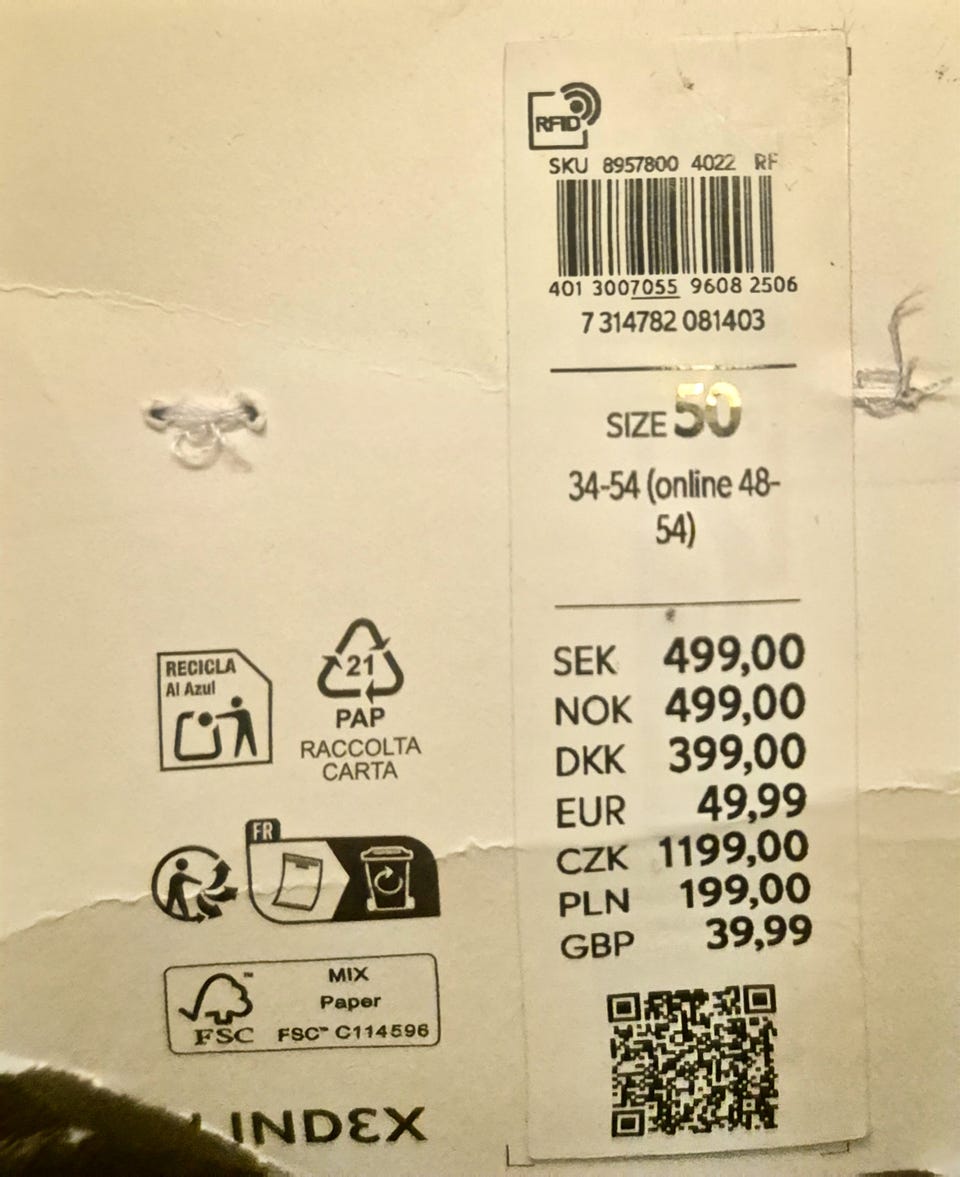 RFID
SKU 8957800 4022 RF
401 3007055 9608 2506
7 314782 081403
SIZE 50
34-54 (online 48-
54)
SEK 499,00
NOK 499,00
DKK 399,00
EUR 49,99
CZK 1199,00
PLN 199,00
GBP 39,99
RECICLA
Al Azul
21
PAP
RACCOLTA
CARTA
FR
FSC™
MIX
Paper
FSC™ C114596
LINDEX